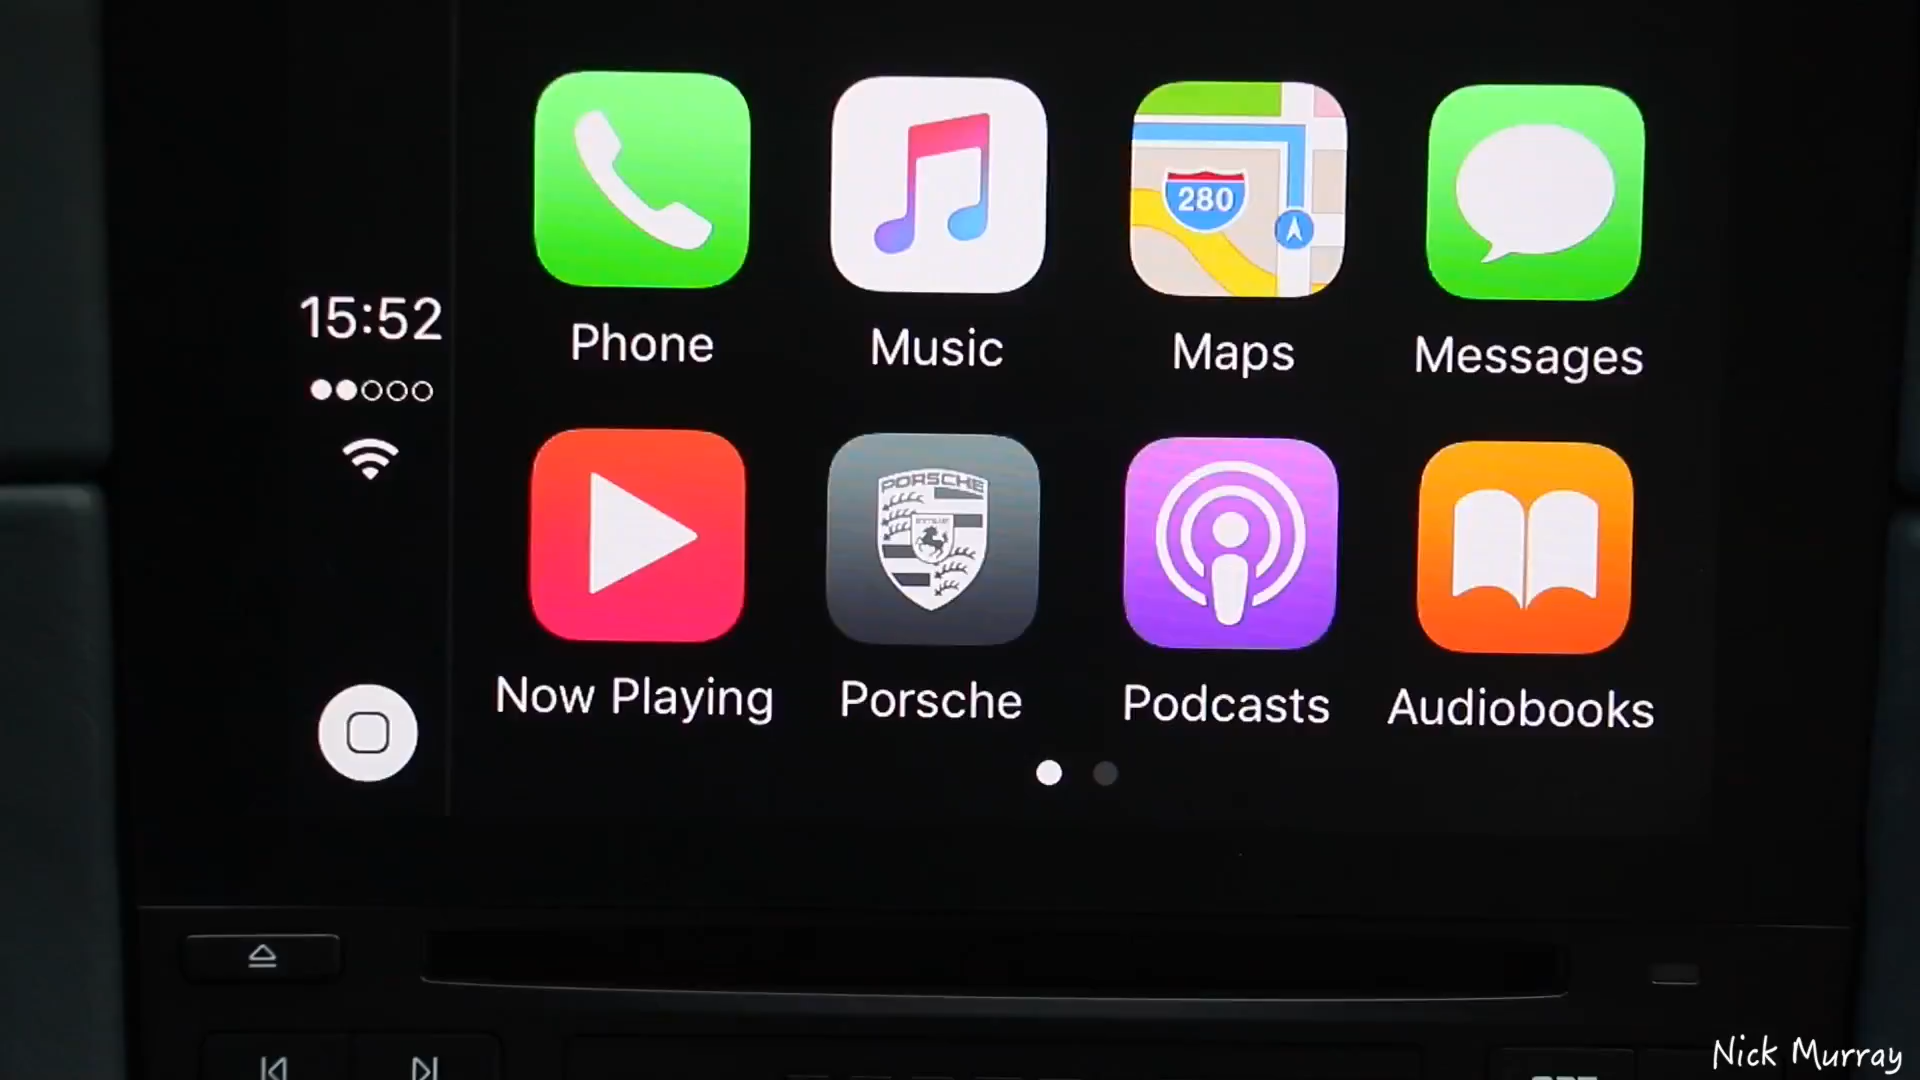 280
Phone
Music
Maps
Messages
15:52
PORSCHE
Now Playing
Porsche
Podcasts
Audiobooks
Nick Murray